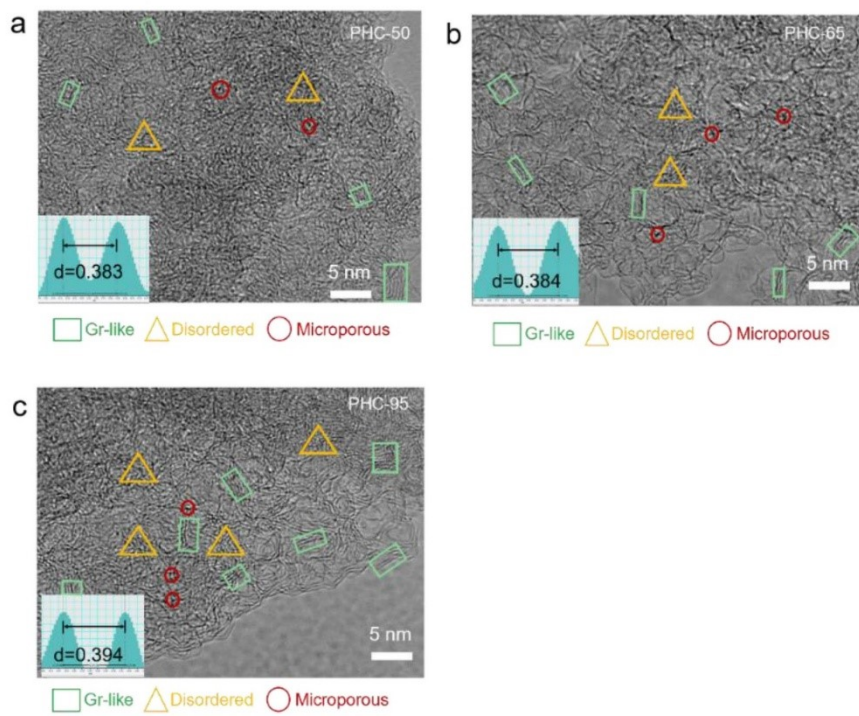 a
PHC-50
d=0.383
5 nm
Gr-like Disordered Microporous
b
PHC-65
d=0.384
5 nm
Gr-like Disordered Microporous
c
PHC-95
d=0.394
5 nm
Gr-like Disordered Microporous